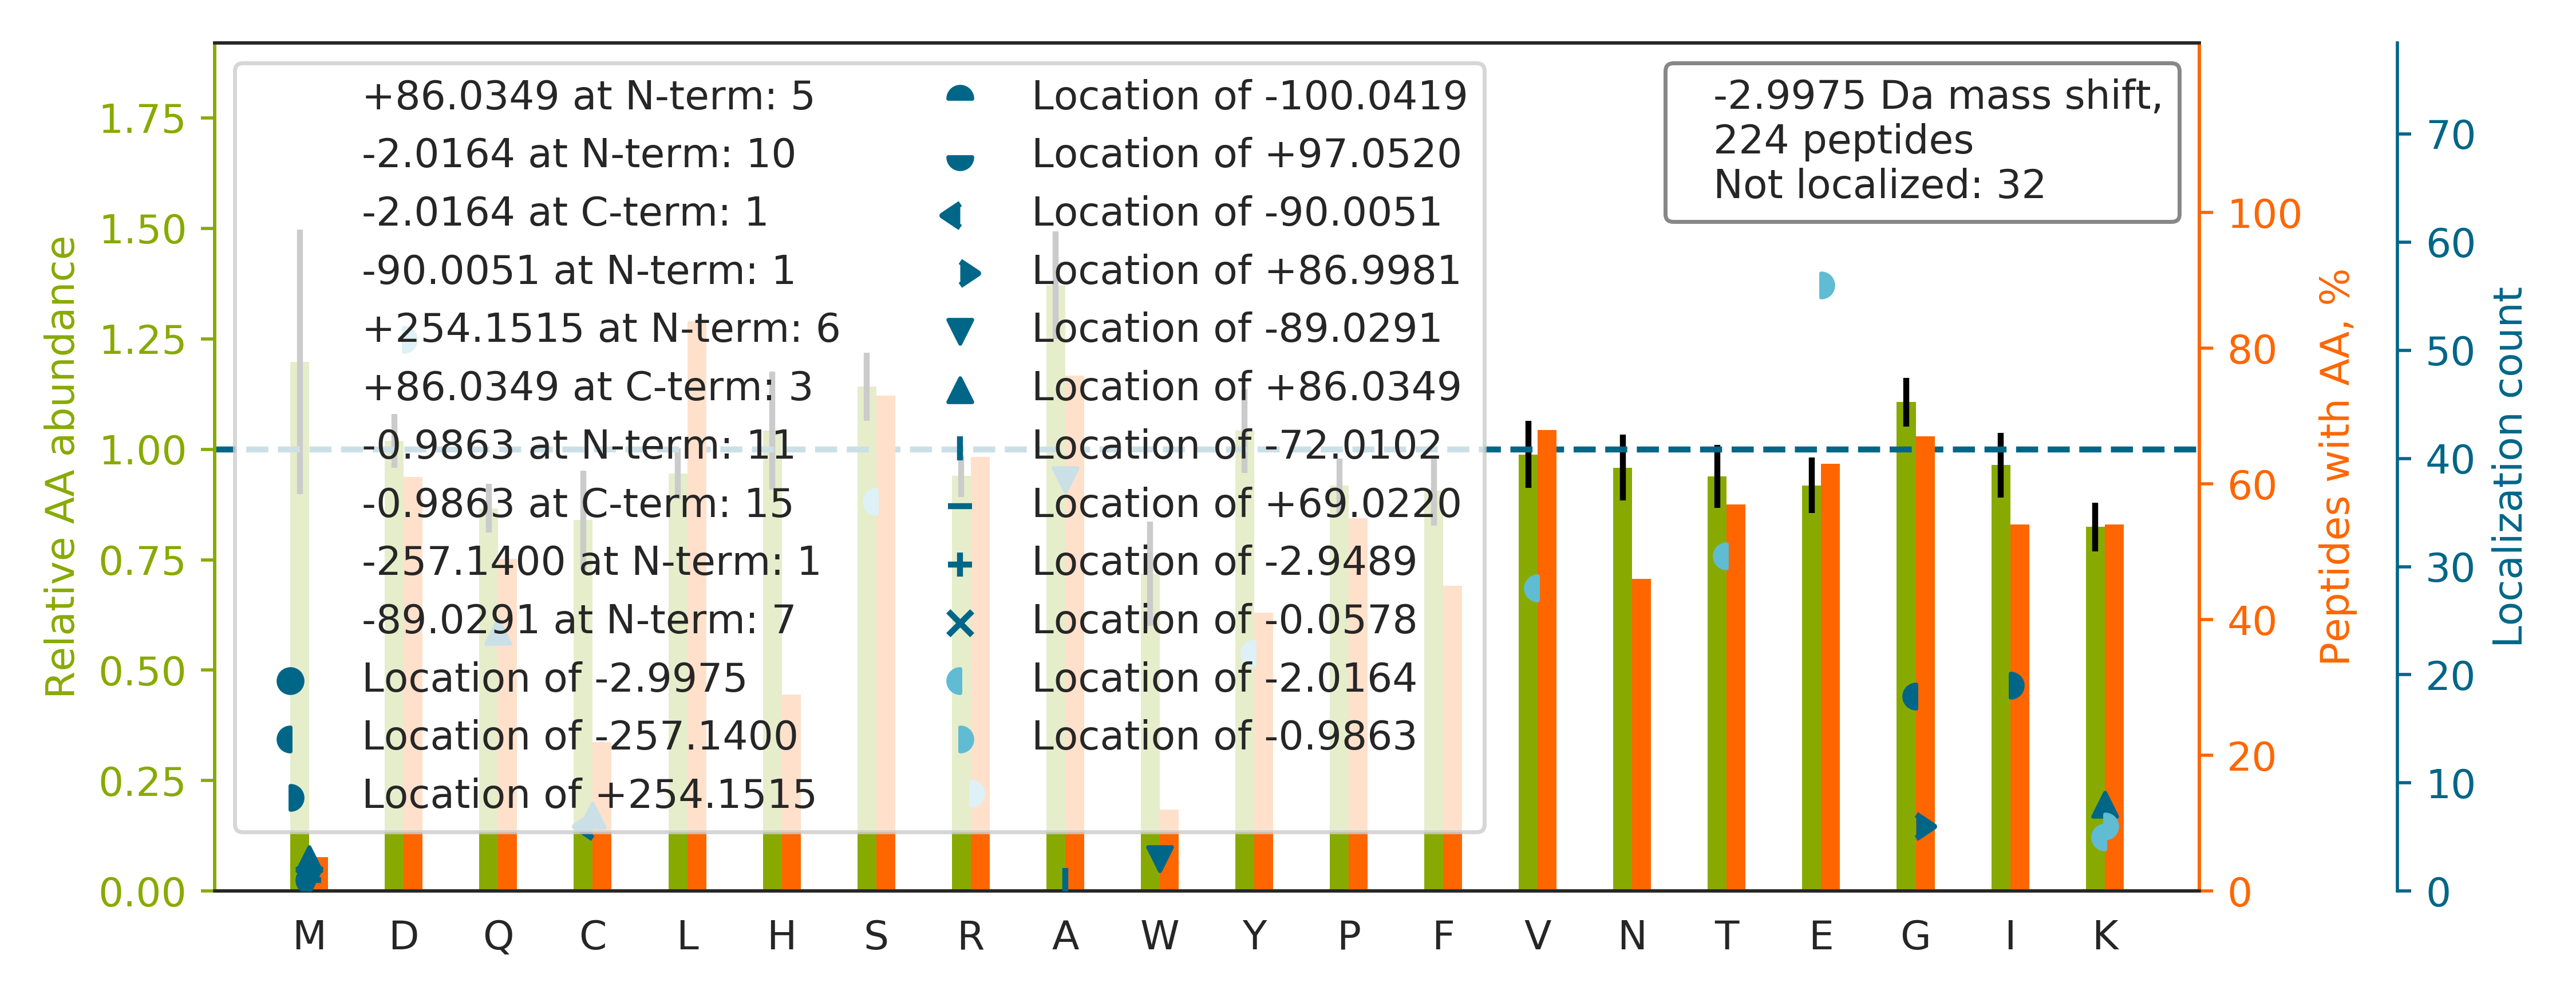 +86.0349 at N-term: 5
-2.0164 at N-term: 10
-2.0164 at C-term: 1
-90.0051 at N-term: 1
+254.1515 at N-term: 6
+86.0349 at C-term: 3
-0.9863 at N-term: 11
-0.9863 at C-term: 15
-257.1400 at N-term: 1
-89.0291 at N-term: 7
Location of -2.9975
Location of -257.1400
Location of +254.1515
Location of -100.0419
Location of +97.0520
Location of -90.0051
Location of +86.9981
Location of -89.0291
Location of +86.0349
Location of -72.0102
Location of +69.0220
Location of -2.9489
Location of -0.0578
Location of -2.0164
Location of -0.9863
-2.9975 Da mass shift,
224 peptides
Not localized: 32
Relative AA abundance
1.75
1.50
1.25
1.00
0.75
0.50
0.25
0.00
M D Q C L H S R A W Y P F V N T E G I K
100
80
60
40
20
0
Peptides with AA, %
70
60
50
40
30
20
10
0
Localization count